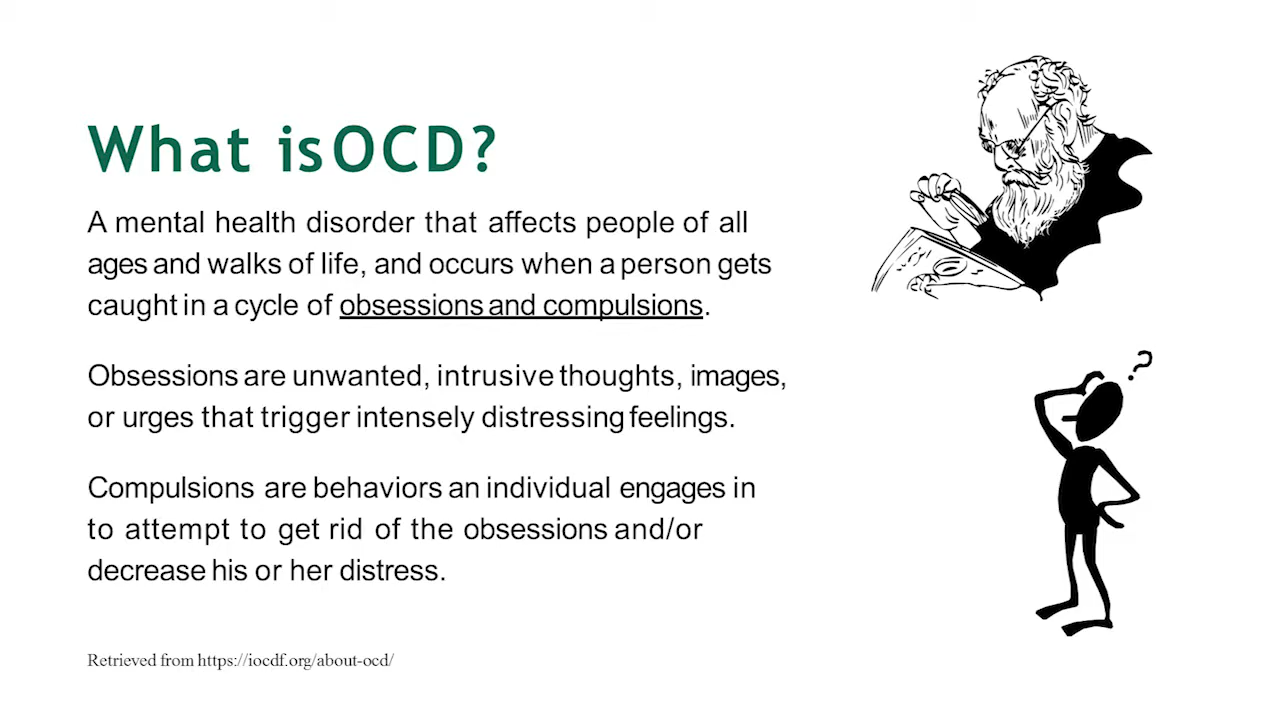 What is OCD?
A mental health disorder that affects people of all
ages and walks of life, and occurs when a person gets
caught in a cycle of obsessions and compulsions.
Obsessions are unwanted, intrusive thoughts, images,
or urges that trigger intensely distressing feelings.
Compulsions are behaviors an individual engages in
to attempt to get rid of the obsessions and/or
decrease his or her distress.
Retrieved from https://iocdf.org/about-ocd/
?